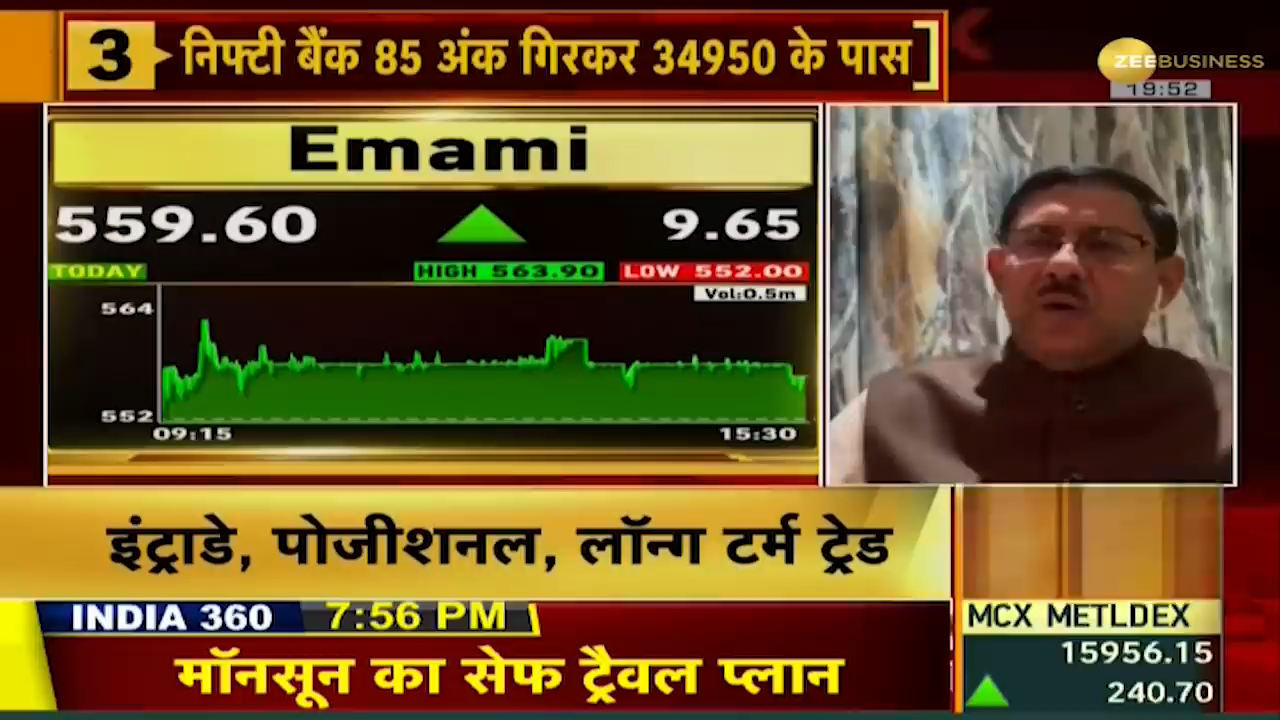 3 निफ्टी बैंक 85 अंक गिरकर 34950 के पास
ZEEBUSINESS
19:52
Emami
559.60 9.65
TODAY HIGH 563.90 LOW 552.00
Vol:0.5m
564
552
09:15 15:30
इंट्राडे, पोजीशनल, लॉन्ग टर्म ट्रेड
INDIA 360 7:56 PM
मॉनसून का सेफ ट्रैवल प्लान
MCX METLDEX
15956.15
240.70